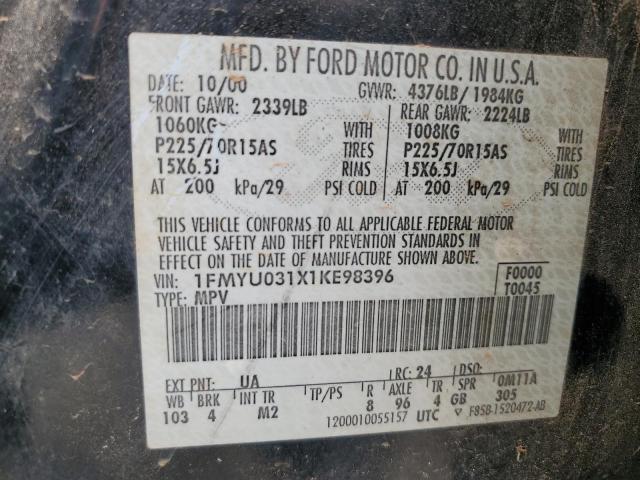 MFD. BY FORD MOTOR CO. IN U.S.A.
DATE: 10/00 GVWR: 4376LB/ 1984KG
FRONT GAWR: 2339LB REAR GAWR: 2224LB
1060KG WITH 1008KG WITH
P225/70R15AS TIRES P225/70R15AS TIRES
15X6.5J RIMS 15X6.5J RIMS
AT 200 kPa/29 PSI COLD AT 200 kPa/29 PSI COLD
THIS VEHICLE CONFORMS TO ALL APPLICABLE FEDERAL MOTOR
VEHICLE SAFETY AND THEFT PREVENTION STANDARDS IN
EFFECT ON THE DATE OF MANUFACTURE SHOWN ABOVE.
VIN: 1FMYU031X1KE98396 F0000
TYPE: MPV T0045
EXT PNT: UA RC: 24 DSO:
WB BRK INT TR TP/PS R AXLE TR SPR 0M11A
103 4 M2 8 96 4 GB 305
1200010055157 UTC F85B-1520472-AB